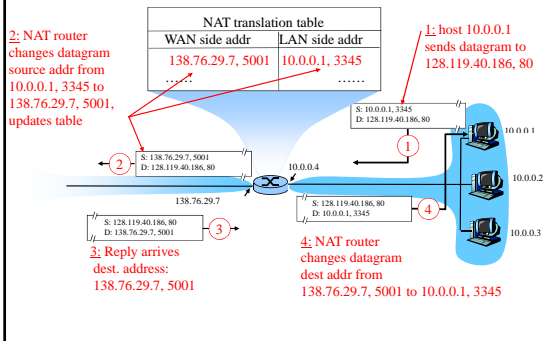 NAT translation table
WAN side addr LAN side addr
138.76.29.7, 5001 10.0.0.1, 3345
…… ……
2: NAT router
changes datagram
source addr from
10.0.0.1, 3345 to
138.76.29.7, 5001,
updates table
1: host 10.0.0.1
sends datagram to
128.119.40.186, 80
S: 10.0.0.1, 3345
D: 128.119.40.186, 80
1
10.0.0.1
S: 138.76.29.7, 5001
D: 128.119.40.186, 80
2
10.0.0.4
10.0.0.2
138.76.29.7
S: 128.119.40.186, 80
D: 10.0.0.1, 3345
4
S: 128.119.40.186, 80
D: 138.76.29.7, 5001
3
10.0.0.3
3: Reply arrives
dest. address:
138.76.29.7, 5001
4: NAT router
changes datagram
dest addr from
138.76.29.7, 5001 to 10.0.0.1, 3345